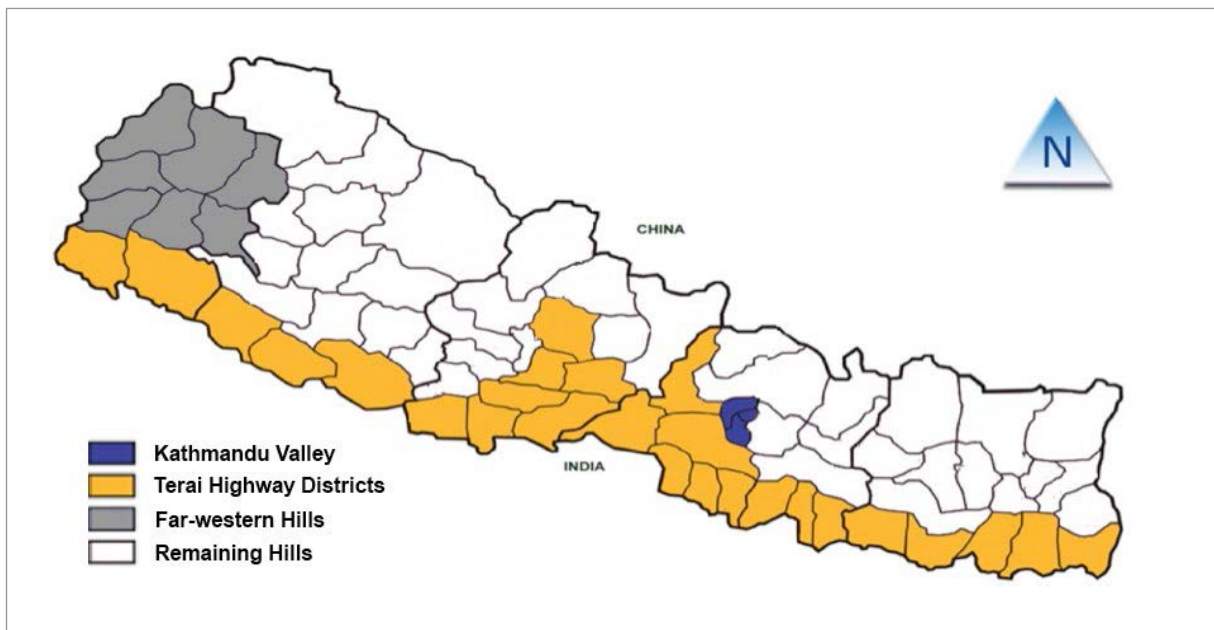 N
CHINA
INDIA
Kathmandu Valley
Terai Highway Districts
Far-western Hills
Remaining Hills